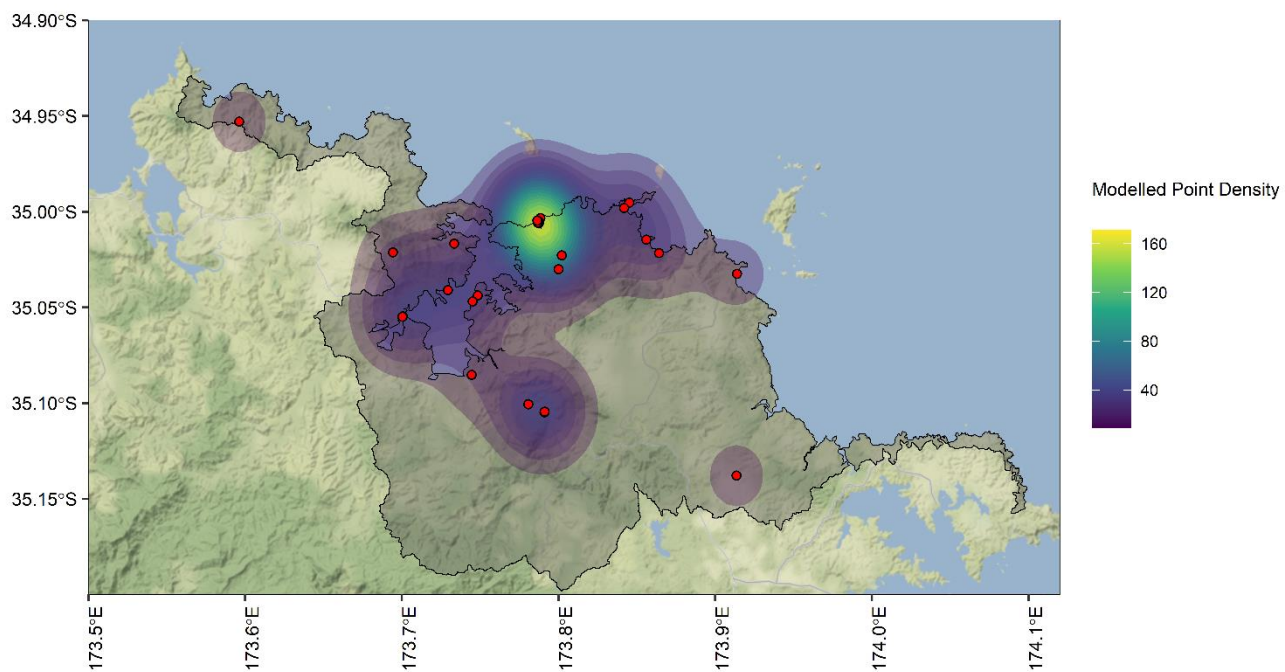 34.90°S
34.95°S
35.00°S
35.05°S
35.10°S
35.15°S
173.5°E
173.6°E
173.7°E
173.8°E
173.9°E
174.0°E
174.1°E
Modelled Point Density
160
120
80
40